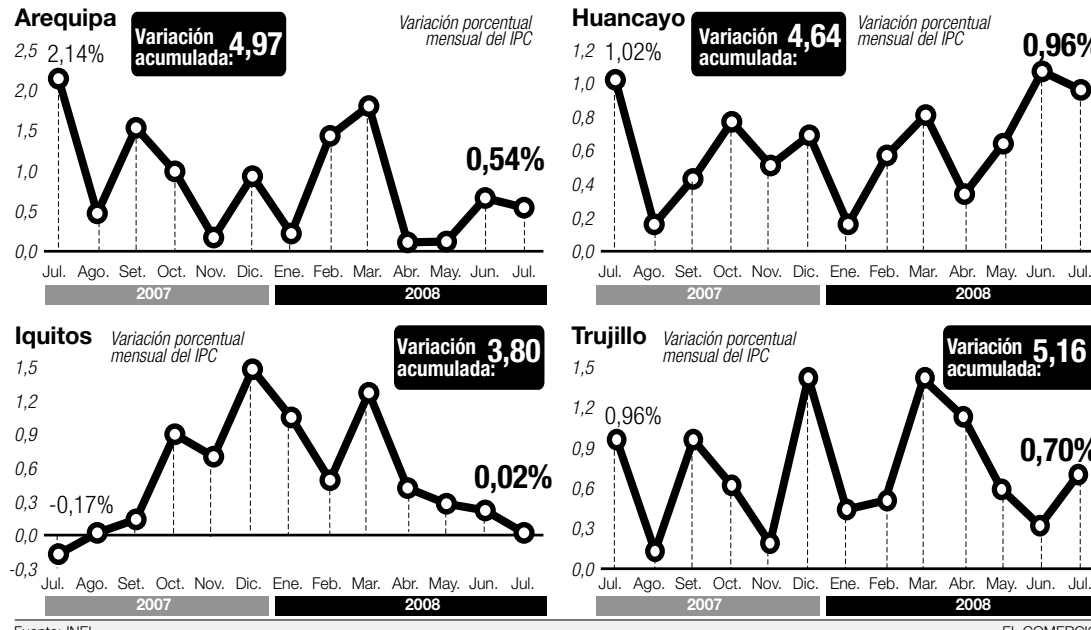 Arequipa
Variación
acumulada: 4,97
Variación porcentual
mensual del IPC
2,5
2,0
1,5
1,0
0,5
0,0
2,14%
0,54%
Jul. Ago. Set. Oct. Nov. Dic. Ene. Feb. Mar. Abr. May. Jun. Jul.
2007 2008
Huancayo
Variación
acumulada: 4,64
Variación porcentual
mensual del IPC
1,2
1,0
0,8
0,6
0,4
0,2
0,0
1,02%
0,96%
Jul. Ago. Set. Oct. Nov. Dic. Ene. Feb. Mar. Abr. May. Jun. Jul.
2007 2008
Iquitos
Variación porcentual
mensual del IPC
Variación
acumulada: 3,80
1,5
1,2
0,9
0,6
0,3
0,0
-0,3
-0,17%
0,02%
Jul. Ago. Set. Oct. Nov. Dic. Ene. Feb. Mar. Abr. May. Jun. Jul.
2007 2008
Trujillo
Variación porcentual
mensual del IPC
Variación
acumulada: 5,16
1,5
1,2
0,9
0,6
0,3
0,0
0,96%
0,70%
Jul. Ago. Set. Oct. Nov. Dic. Ene. Feb. Mar. Abr. May. Jun. Jul.
2007 2008
Fuente: INEI
EL COMERCIO